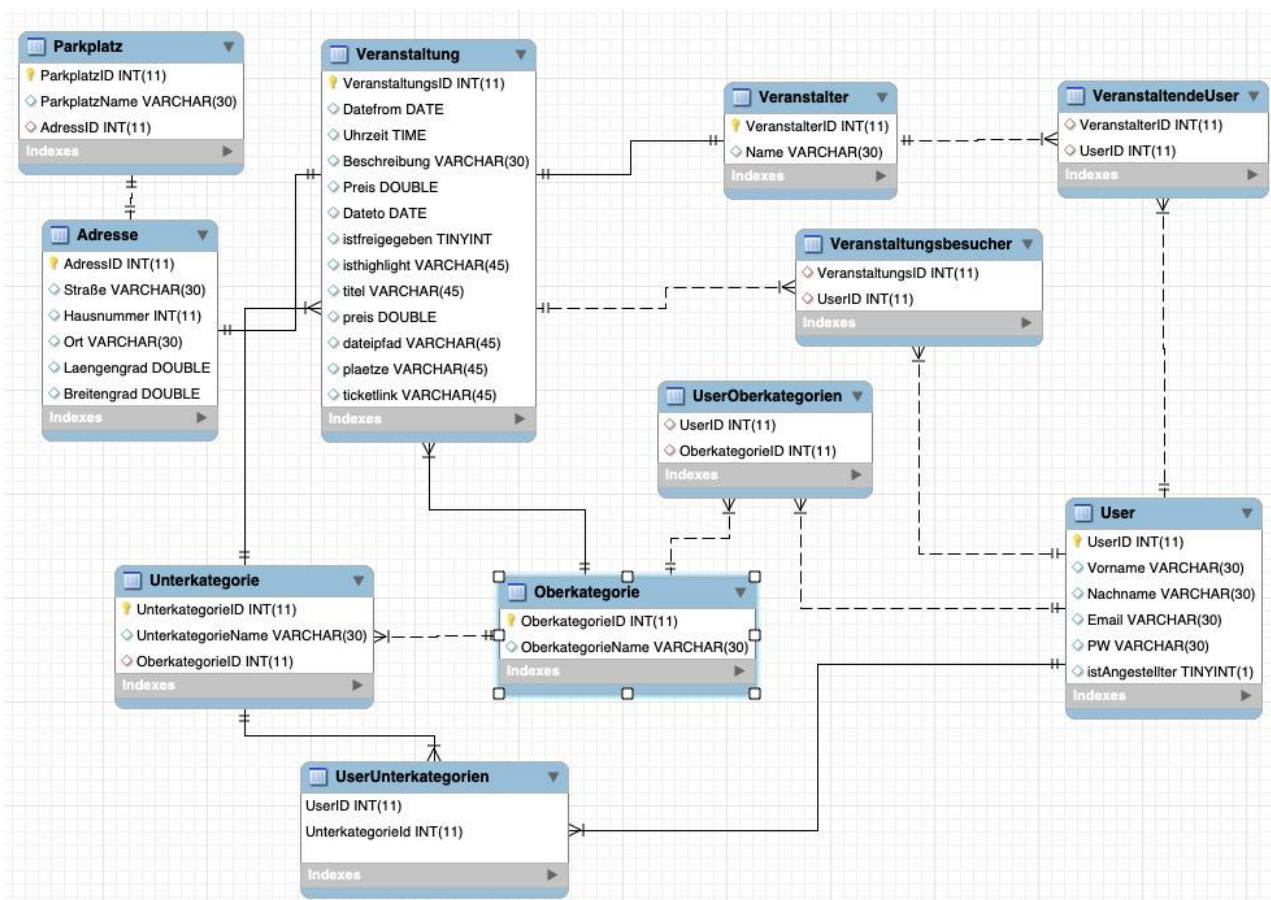 Parkplatz
ParkplatzID INT(11)
ParkplatzName VARCHAR(30)
AdressID INT(11)
Indexes
Adresse
AdressID INT(11)
Straße VARCHAR(30)
Hausnummer INT(11)
Ort VARCHAR(30)
Laengengrad DOUBLE
Breitengrad DOUBLE
Indexes
Veranstaltung
VeranstaltungsID INT(11)
Datefrom DATE
Uhrzeit TIME
Beschreibung VARCHAR(30)
Preis DOUBLE
Dateto DATE
istfreigegeben TINYINT
isthighlight VARCHAR(45)
titel VARCHAR(45)
preis DOUBLE
dateipfad VARCHAR(45)
plaetze VARCHAR(45)
ticketlink VARCHAR(45)
Indexes
Veranstalter
VeranstalterID INT(11)
Name VARCHAR(30)
Indexes
VeranstaltendeUser
VeranstalterID INT(11)
UserID INT(11)
Indexes
Veranstaltungsbesucher
VeranstaltungsID INT(11)
UserID INT(11)
Indexes
UserOberkategorien
UserID INT(11)
OberkategorieID INT(11)
Indexes
User
UserID INT(11)
Vorname VARCHAR(30)
Nachname VARCHAR(30)
Email VARCHAR(30)
PW VARCHAR(30)
istAngestellter TINYINT(1)
Indexes
Unterkategorie
UnterkategorieID INT(11)
UnterkategorieName VARCHAR(30)
OberkategorieID INT(11)
Indexes
Oberkategorie
OberkategorieID INT(11)
OberkategorieName VARCHAR(30)
Indexes
UserUnterkategorien
UserID INT(11)
UnterkategorieId INT(11)
Indexes